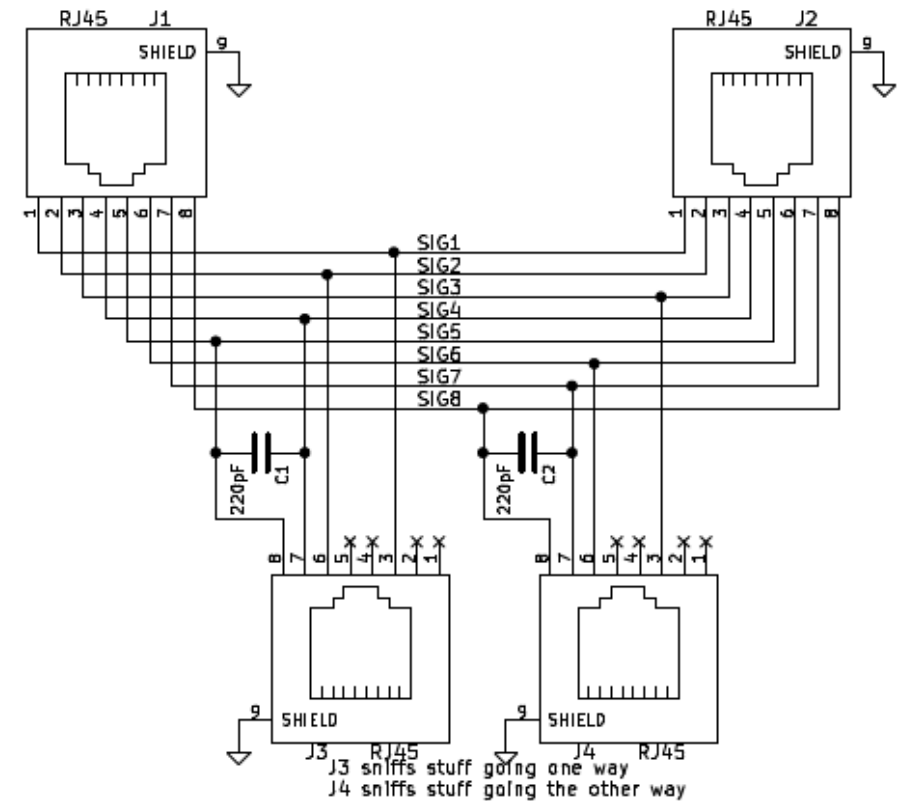 RJ45 J1
SHIELD 9
1 2 3 4 5 6 7 8
RJ45 J2
SHIELD 9
1 2 3 4 5 6 7 8
SIG1
SIG2
SIG3
SIG4
SIG5
SIG6
SIG7
SIG8
220pF C1
220pF C2
8 7 6 5 4 3 2 1
8 7 6 5 4 3 2 1
9 SHIELD
J3 RJ45
9 SHIELD
J4 RJ45
J3 sniffs stuff going one way
J4 sniffs stuff going the other way